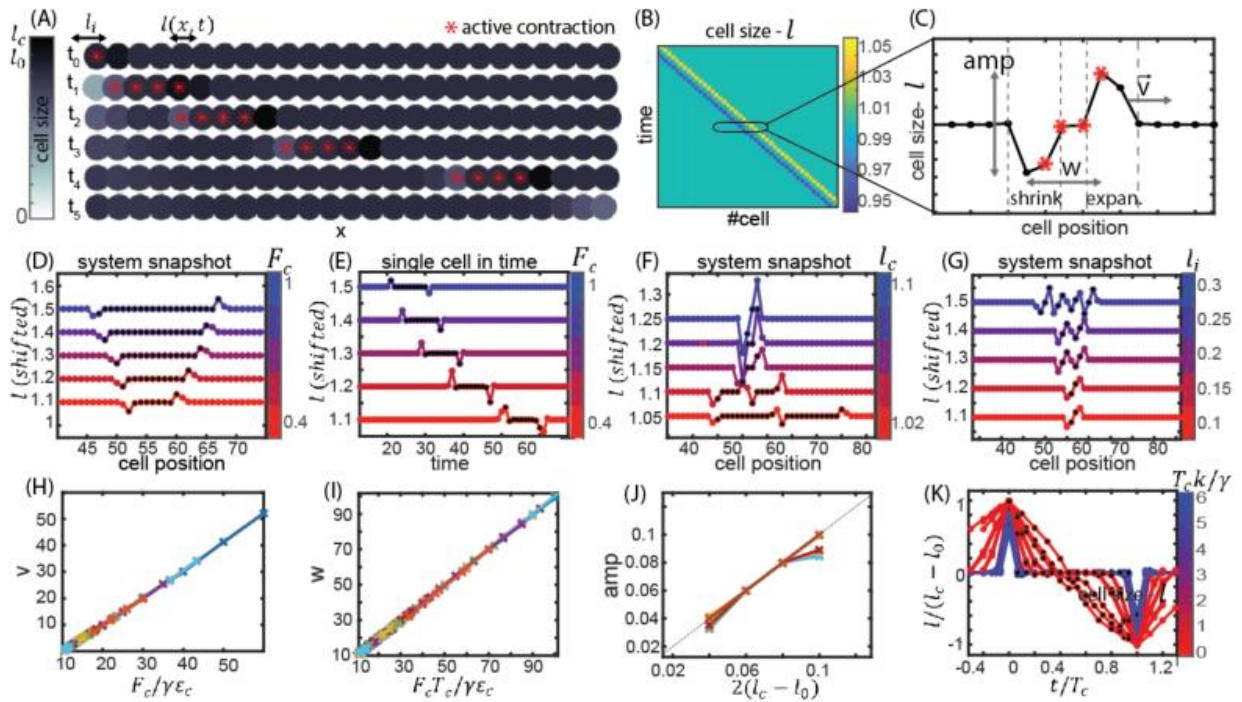 (A)
l_i
l(x,t)
* active contraction
l_c
l_0
cell size
0
t_0
t_1
t_2
t_3
t_4
t_5
x
(B)
cell size - l
time
#cell
1.05
1.04
1.03
1.01
0.99
0.97
0.96
0.95
(C)
amp
cell size- l
v
w
shrink
expan.
cell position
(D)
system snapshot
F_c
l (shifted)
1.6
1.5
1.4
1.3
1.2
1.1
1
45 50 55 60 65 70
cell position
1
0.4
(E)
single cell in time
F_c
l (shifted)
1.5
1.4
1.3
1.2
1.1
20 30 40 50 60 70
time
1
0.4
(F)
system snapshot
l_c
l (shifted)
1.3
1.25
1.2
1.15
1.1
1.05
40 50 60 70 80
cell position
1.1
1.02
(G)
system snapshot
l_i
l (shifted)
1.5
1.4
1.3
1.2
1.1
40 50 60 70 80
cell position
0.3
0.25
0.2
0.15
0.1
(H)
v
50
40
30
20
10
10 20 30 40 50
F_c/γε_c
(I)
w
90
70
50
30
10
10 30 50 70 90
F_cT_c/γε_c
(J)
amp
0.1
0.08
0.06
0.04
0.02
0.02 0.04 0.06 0.08 0.1
2(l_c − l_0)
(K)
T_ck/γ
l/(l_c − l_0)
1
0
-1
cell size
l
-0.4 0 0.4 0.8 1.2
t/T_c
6
5
4
3
2
1
0